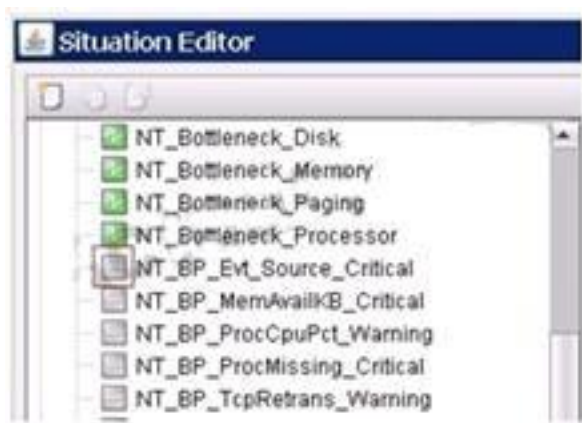 Situation Editor
NT_Bottleneck_Disk
NT_Bottleneck_Memory
NT_Bottleneck_Paging
NT_Bottleneck_Processor
NT_BP_Evt_Source_Critical
NT_BP_MemAvailKB_Critical
NT_BP_ProcCpuPct_Warning
NT_BP_ProcMissing_Critical
NT_BP_TcpRetrans_Warning